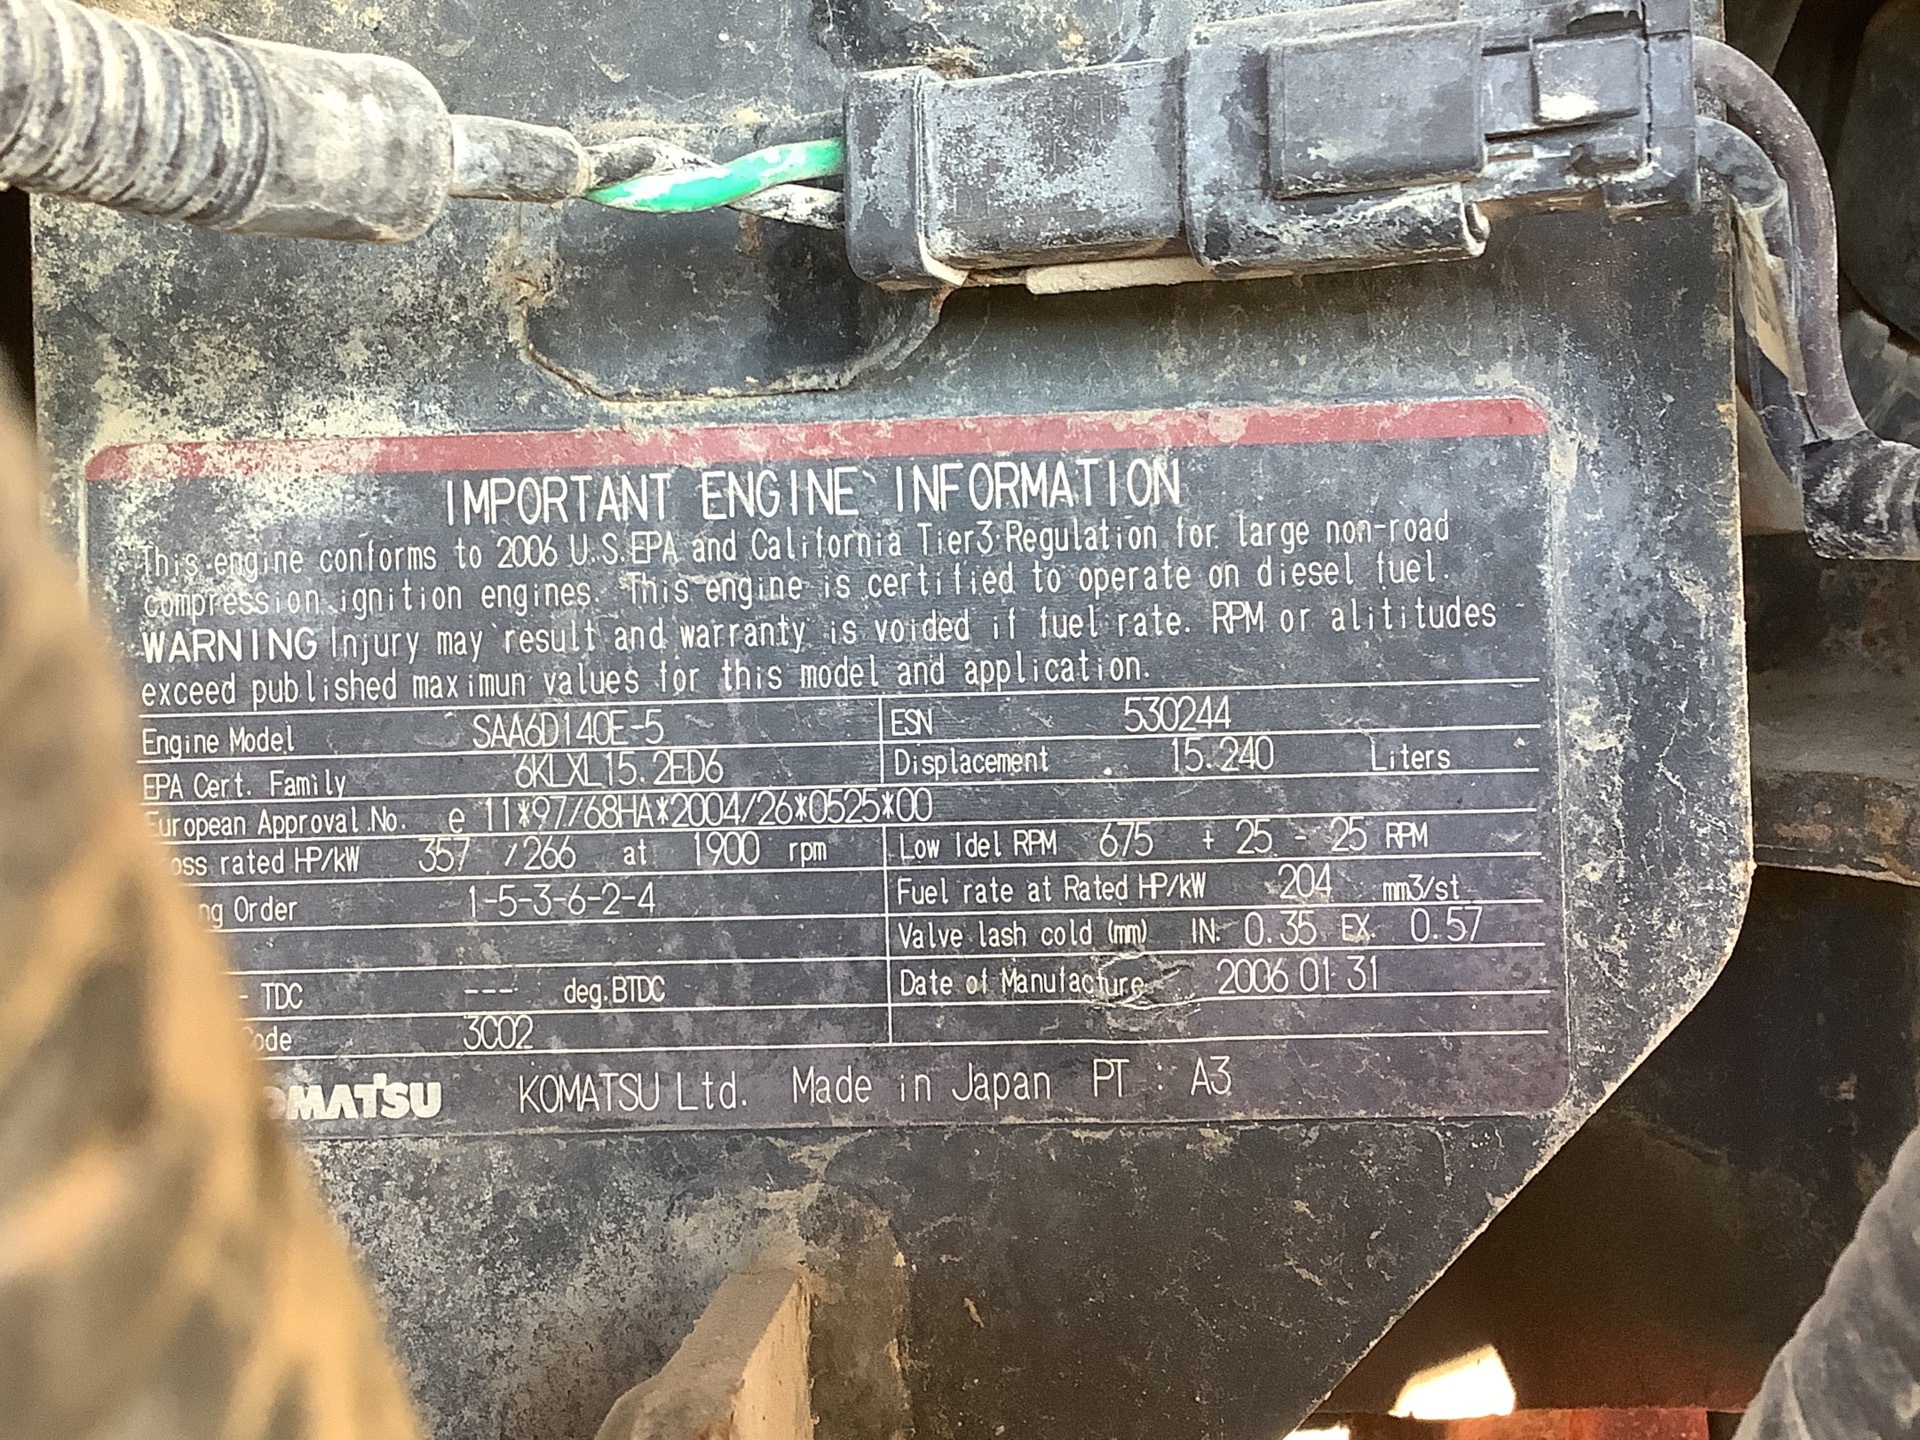 IMPORTANT ENGINE INFORMATION
This engine conforms to 2006 U.S.EPA and California Tier3 Regulation for large non-road
compression ignition engines. This engine is certified to operate on diesel fuel.
WARNING Injury may result and warranty is voided if fuel rate. RPM or alititudes
exceed published maximun values for this model and application.
Engine Model SAA6D140E-5 ESN 530244
EPA Cert. Family 6KLXL15.2ED6 Displacement 15.240 Liters
European Approval No. e 11*97/68HA*2004/26*0525*00
rated HP/kW 357 /266 at 1900 rpm Low Idel RPM 675 + 25 - 25 RPM
Order 1-5-3-6-2-4 Fuel rate at Rated HP/kW 204 mm3/st
Valve lash cold (mm) IN. 0.35 EX. 0.57
- TDC --- deg.BTDC Date of Manufacture 2006 01 31
3C02
KOMATSU KOMATSU Ltd. Made in Japan PT : A3